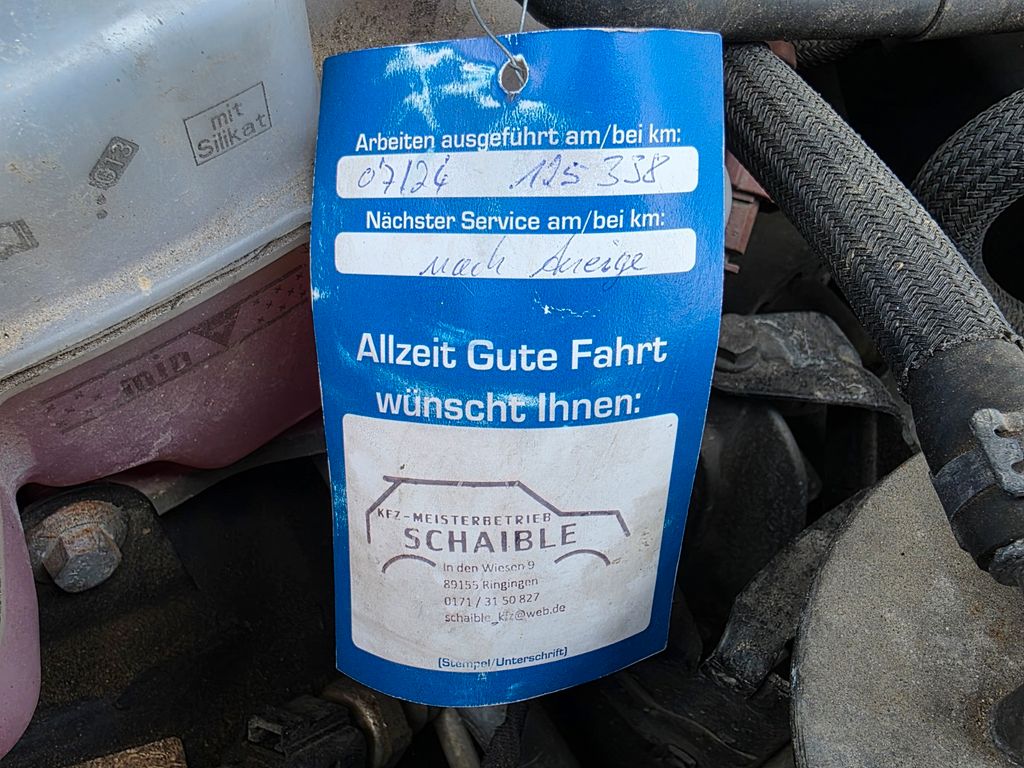 mit
Silikat
G13
min
Arbeiten ausgeführt am/bei km:
07/24 125 338
Nächster Service am/bei km:
nach Anzeige
Allzeit Gute Fahrt
wünscht Ihnen:
KFZ-MEISTERBETRIEB
SCHAIBLE
In den Wiesen 9
89155 Ringingen
0171 / 31 50 827
schaible_kfz@web.de
(Stempel/Unterschrift)